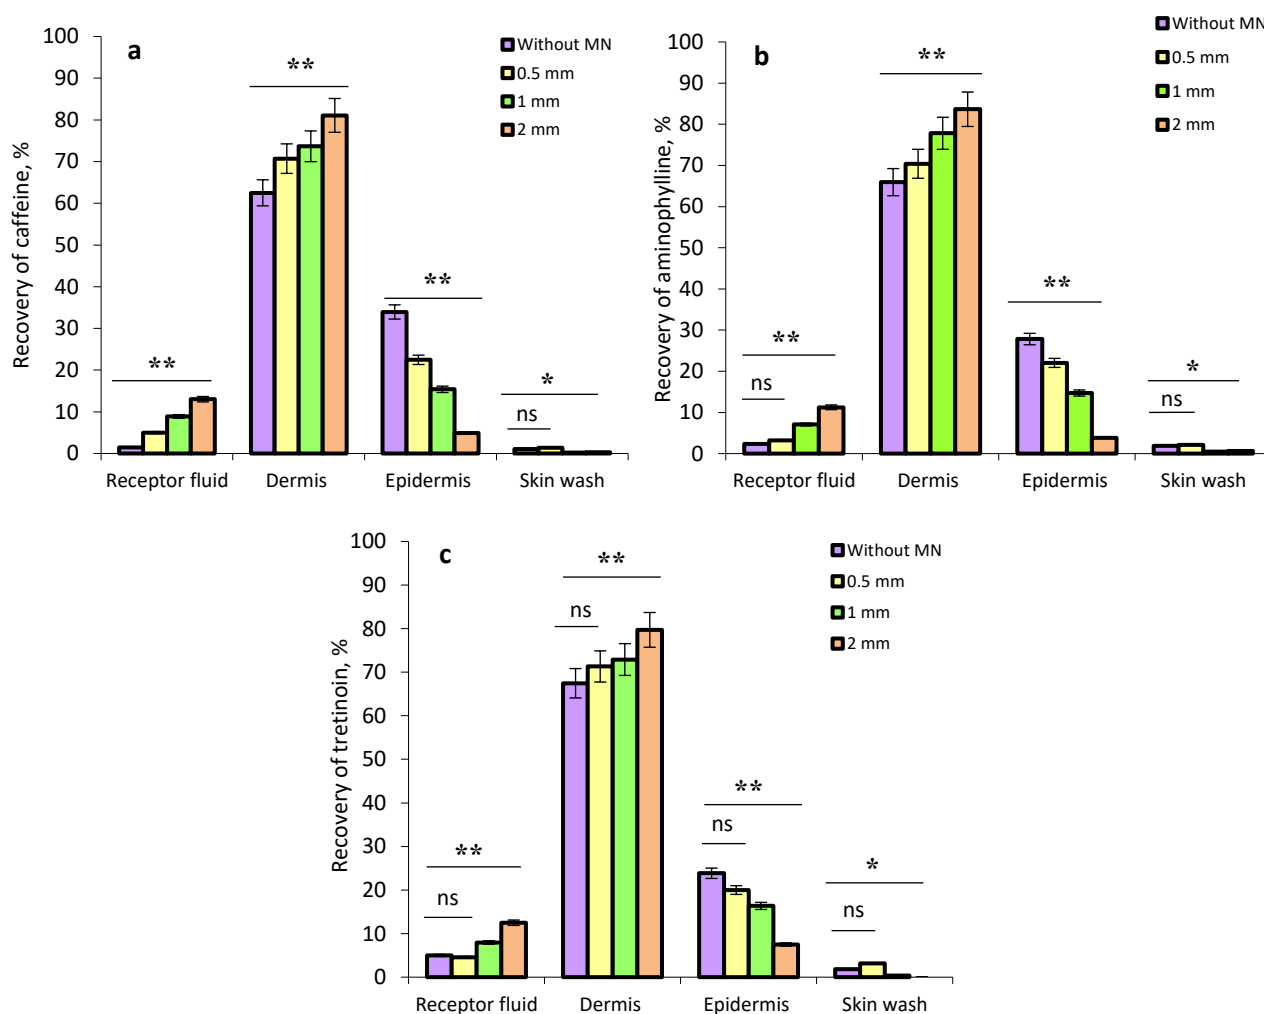 a
Recovery of caffeine, %
100
90
80
70
60
50
40
30
20
10
0
**
**
**
*
ns
Receptor fluid
Dermis
Epidermis
Skin wash
Without MN
0.5 mm
1 mm
2 mm
b
Recovery of aminophylline, %
100
90
80
70
60
50
40
30
20
10
0
**
ns
**
**
*
ns
Receptor fluid
Dermis
Epidermis
Skin wash
Without MN
0.5 mm
1 mm
2 mm
c
Recovery of tretinoin, %
100
90
80
70
60
50
40
30
20
10
0
**
ns
**
ns
**
ns
*
ns
Receptor fluid
Dermis
Epidermis
Skin wash
Without MN
0.5 mm
1 mm
2 mm